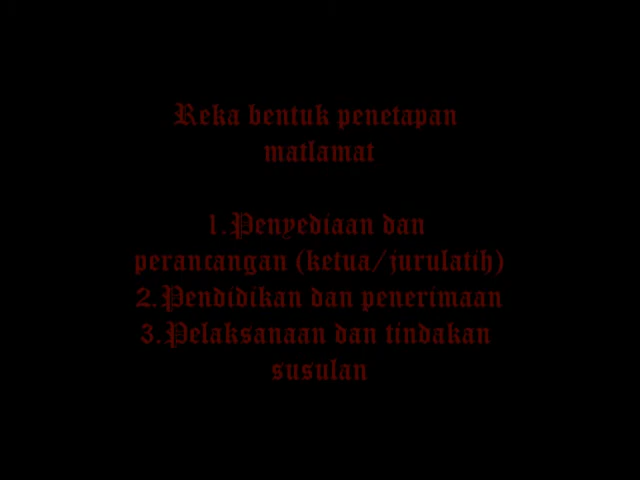 Reka bentuk penetapan
matlamat
1.Penyediaan dan
perancangan (ketua/jurulatih)
2.Pendidikan dan penerimaan
3.Pelaksanaan dan tindakan
susulan